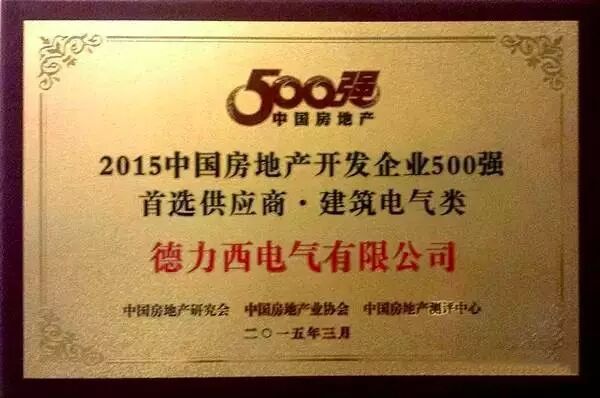 500强
中国房地产
2015中国房地产开发企业500强
首选供应商·建筑电气类
德力西电气有限公司
中国房地产研究会 中国房地产业协会 中国房地产测评中心
二〇一五年三月